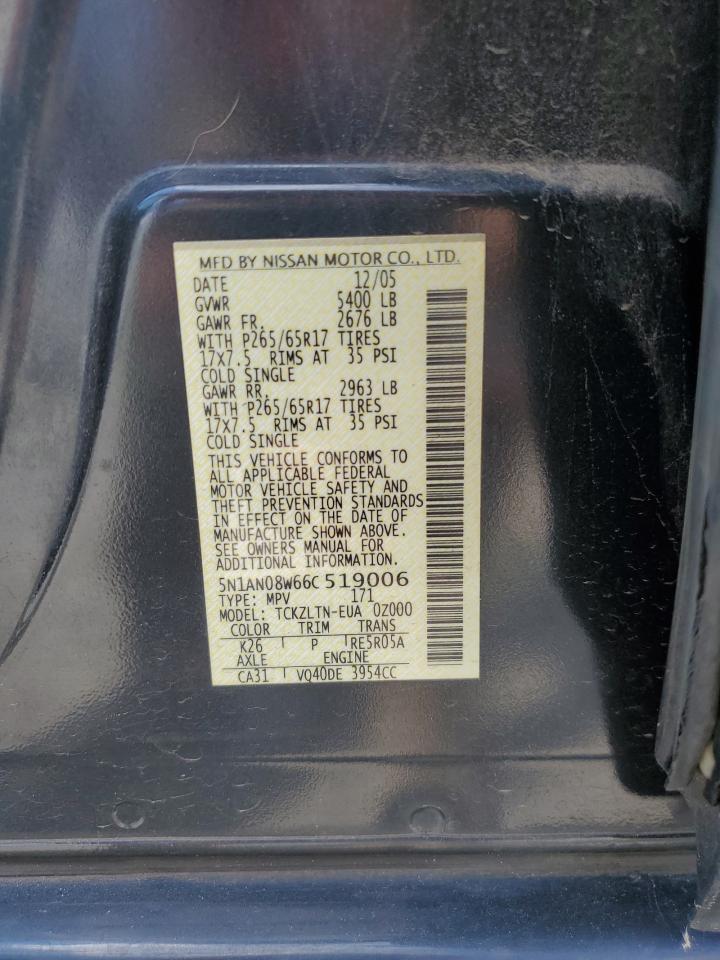 MFD BY NISSAN MOTOR CO., LTD.
DATE 12/05
GVWR 5400 LB
GAWR FR. 2676 LB
WITH P265/65R17 TIRES
17X7.5 RIMS AT 35 PSI
COLD SINGLE
GAWR RR. 2963 LB
WITH P265/65R17 TIRES
17X7.5 RIMS AT 35 PSI
COLD SINGLE
THIS VEHICLE CONFORMS TO
ALL APPLICABLE FEDERAL
MOTOR VEHICLE SAFETY AND
THEFT PREVENTION STANDARDS
IN EFFECT ON THE DATE OF
MANUFACTURE SHOWN ABOVE.
SEE OWNERS MANUAL FOR
ADDITIONAL INFORMATION.
5N1AN08W66C519006
TYPE: MPV 171
MODEL: TCKZLTN-EUA 0Z000
COLOR TRIM TRANS
K26 P RE5R05A
AXLE ENGINE
CA31 VQ40DE 3954CC